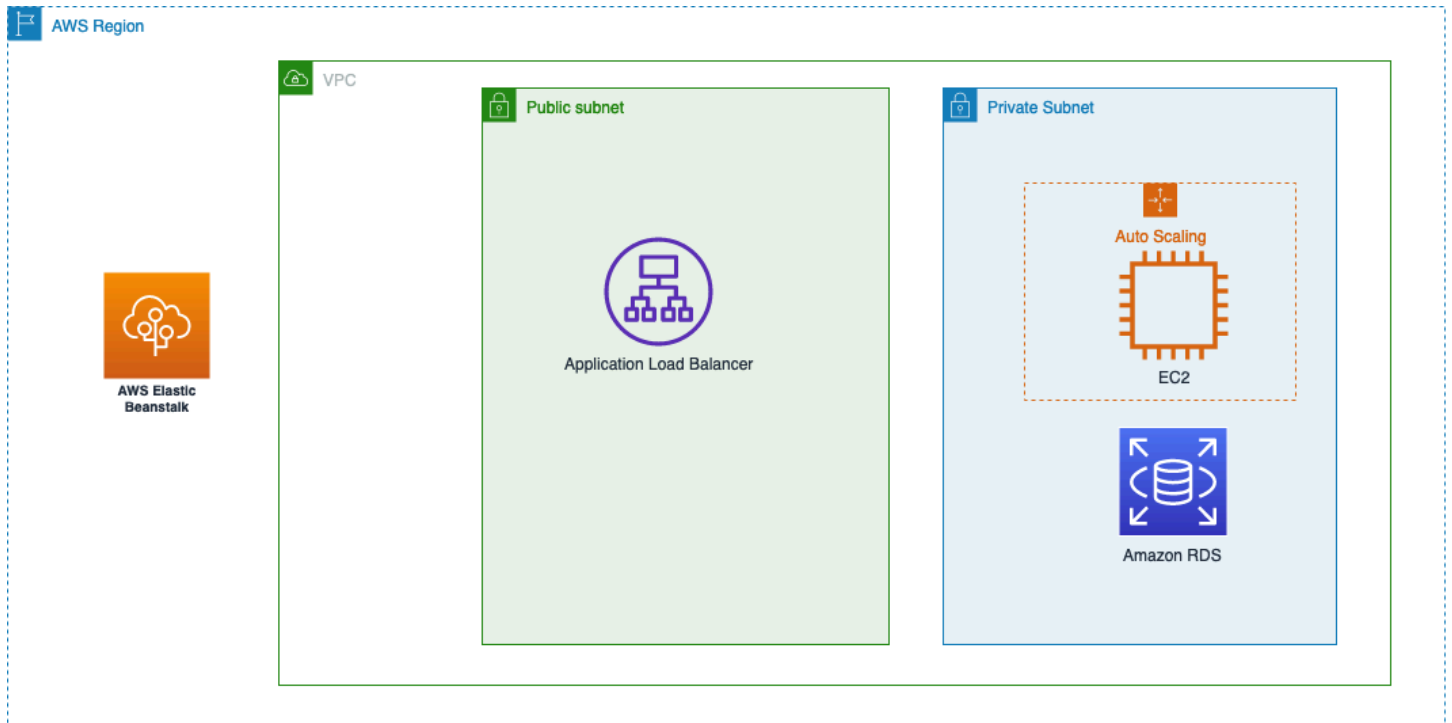 AWS Region
VPC
Public subnet
Private Subnet
Auto Scaling
EC2
Application Load Balancer
AWS Elastic
Beanstalk
Amazon RDS